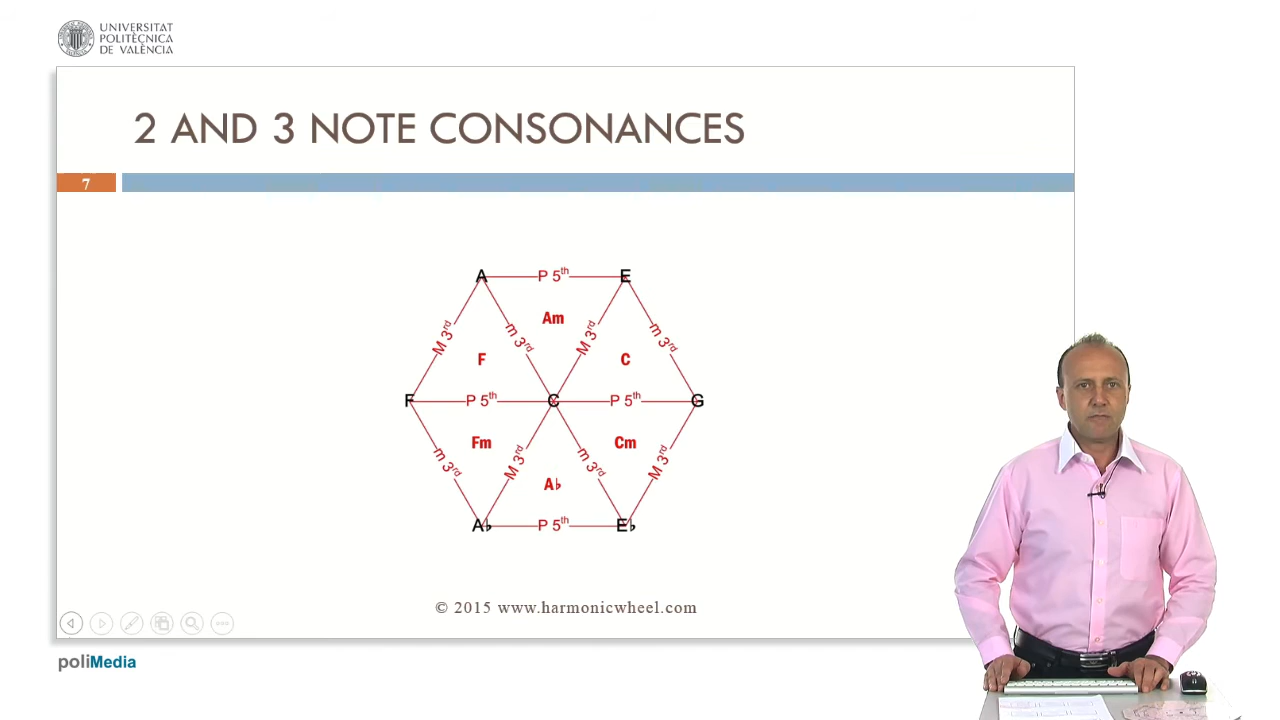 UNIVERSITAT
POLITÈCNICA
DE VALÈNCIA
2 AND 3 NOTE CONSONANCES
7
A P 5th E
Am
M 3rd m 3rd M 3rd m 3rd
F C
F P 5th C P 5th G
Fm Cm
m 3rd M 3rd m 3rd M 3rd
A♭
A♭ P 5th E♭
© 2015 www.harmonicwheel.com
poliMedia